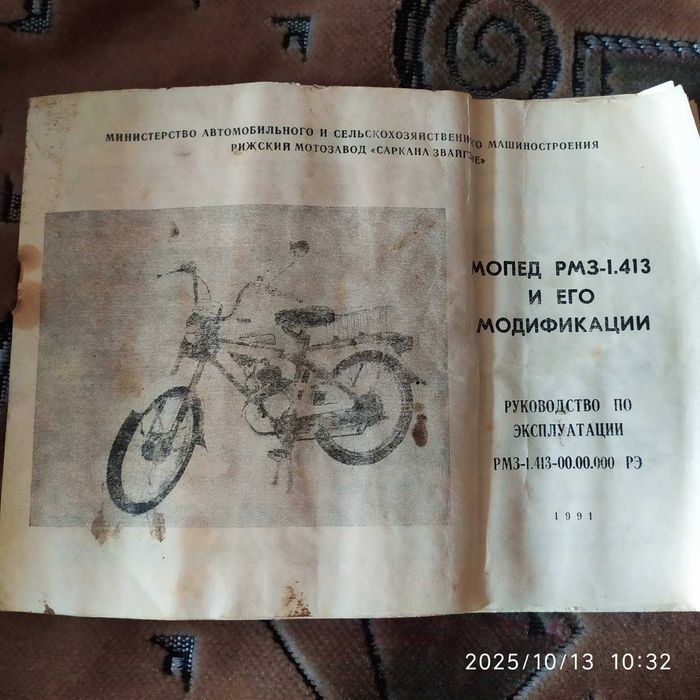 МИНИСТЕРСТВО АВТОМОБИЛЬНОГО И СЕЛЬСКОХОЗЯЙСТВЕННОГО МАШИНОСТРОЕНИЯ
РИЖСКИЙ МОТОЗАВОД «САРКАНА ЗВАЙГЗНЕ»
МОПЕД РМЗ-1.413
И ЕГО
МОДИФИКАЦИИ
РУКОВОДСТВО ПО
ЭКСПЛУАТАЦИИ
РМЗ-1.413-00.00.000 РЭ
1991
2025/10/13 10:32